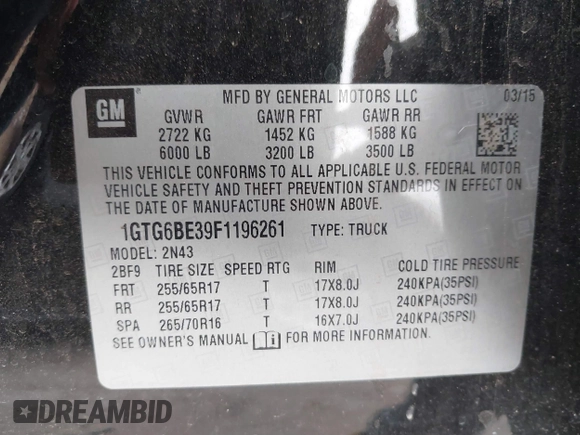 GM
MFD BY GENERAL MOTORS LLC 03/15
GVWR GAWR FRT GAWR RR
2722 KG 1452 KG 1588 KG
6000 LB 3200 LB 3500 LB
THIS VEHICLE CONFORMS TO ALL APPLICABLE U.S. FEDERAL MOTOR
VEHICLE SAFETY AND THEFT PREVENTION STANDARDS IN EFFECT ON
THE DATE OF MANUFACTURE SHOWN ABOVE.
1GTG6BE39F1196261 TYPE: TRUCK
MODEL: 2N43
2BF9 TIRE SIZE SPEED RTG RIM COLD TIRE PRESSURE
FRT 255/65R17 T 17X8.0J 240KPA(35PSI)
RR 255/65R17 T 17X8.0J 240KPA(35PSI)
SPA 265/70R16 T 16X7.0J 240KPA(35PSI)
SEE OWNER'S MANUAL i FOR MORE INFORMATION.
DREAMBID